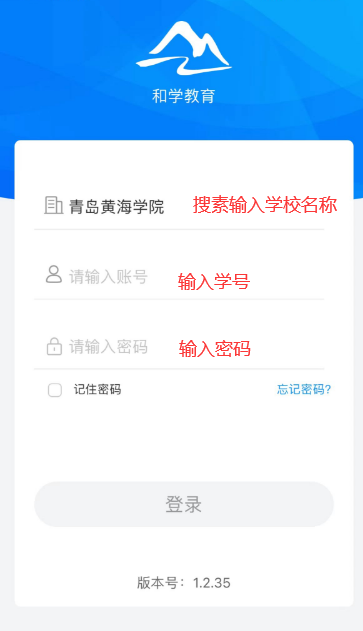 和学教育
青岛黄海学院 搜素输入学校名称
请输入账号 输入学号
请输入密码 输入密码
记住密码 忘记密码?
登录
版本号：1.2.35